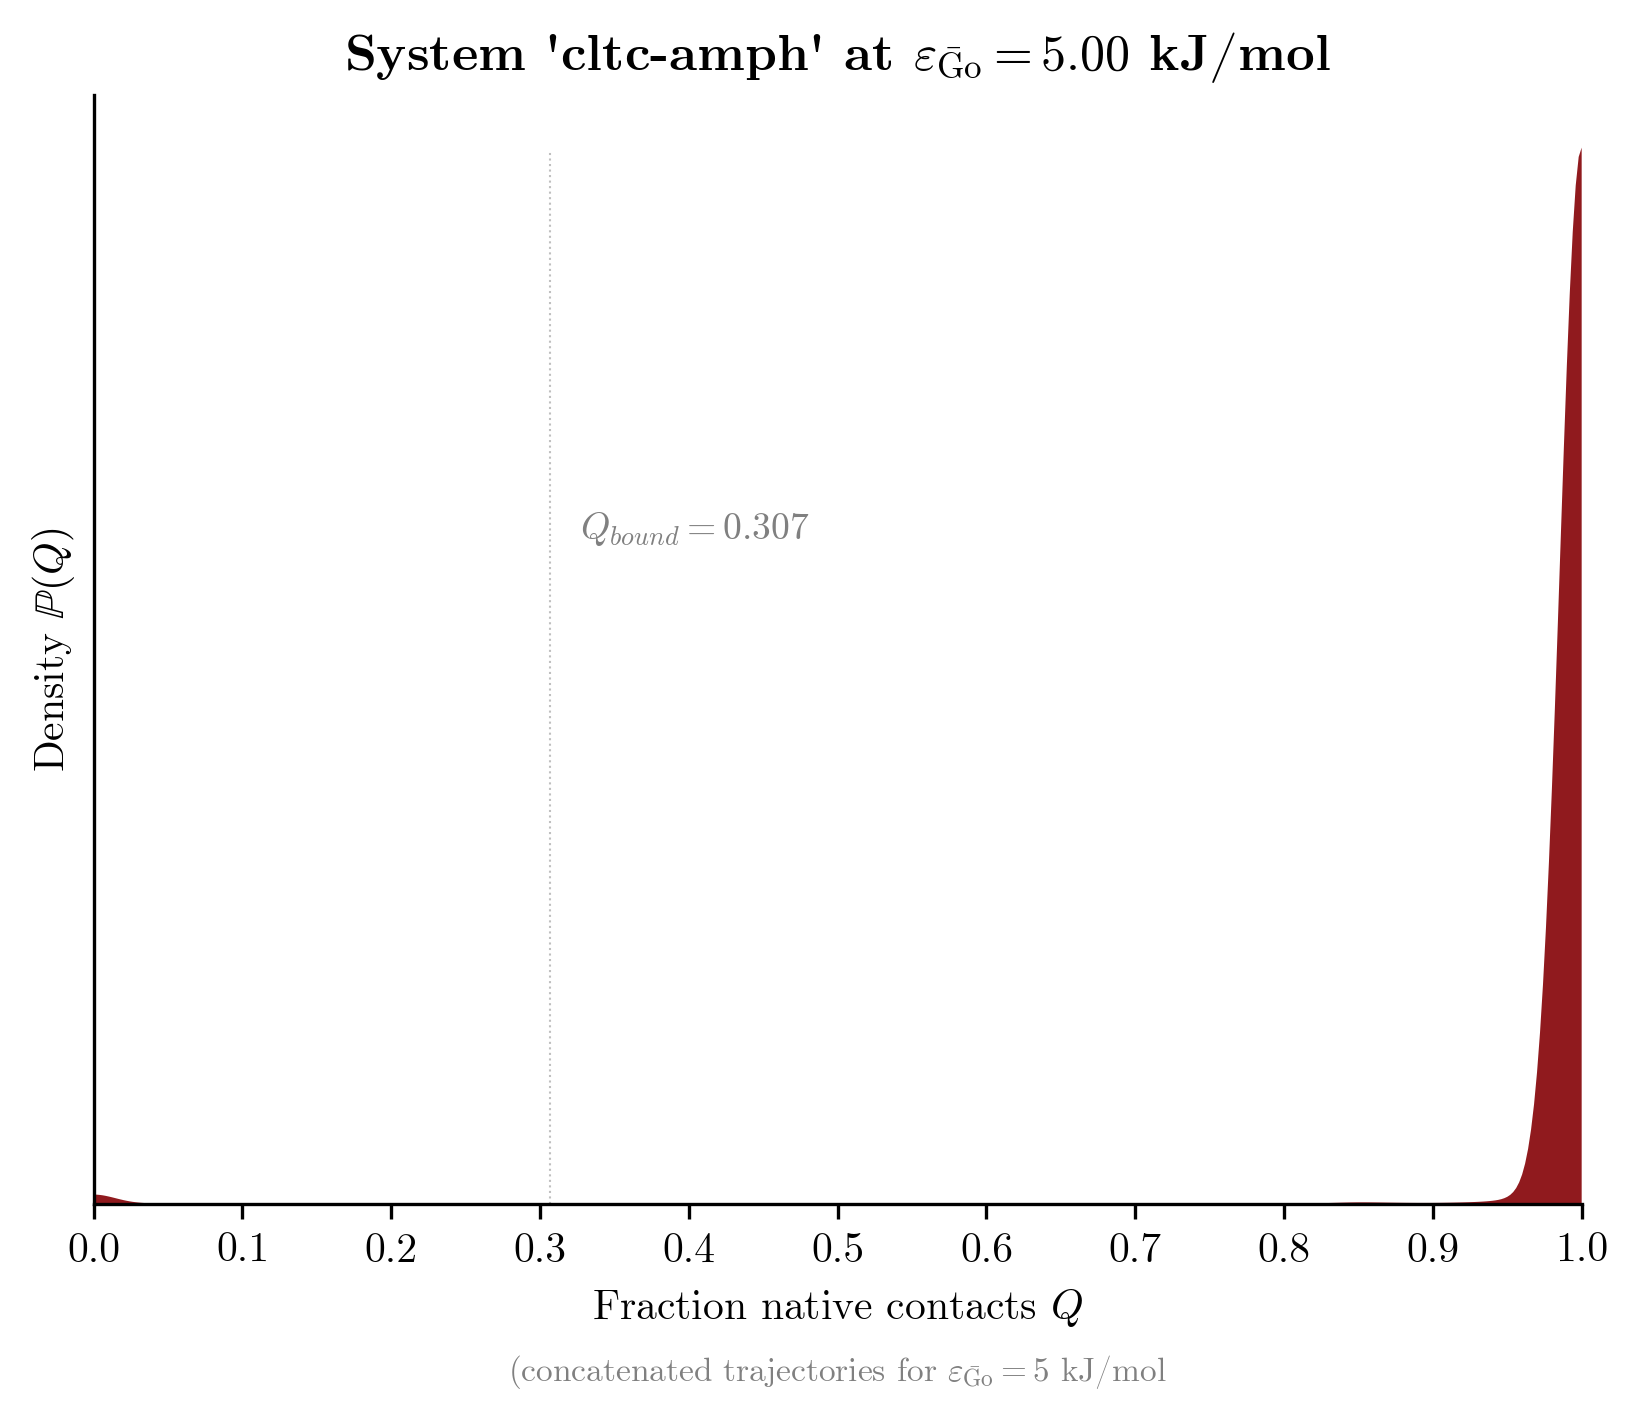 System 'cltc-amph' at ε_Ḡo = 5.00 kJ/mol
Density ℙ(Q)
Q_bound = 0.307
0.0 0.1 0.2 0.3 0.4 0.5 0.6 0.7 0.8 0.9 1.0
Fraction native contacts Q
(concatenated trajectories for ε_Ḡo = 5 kJ/mol